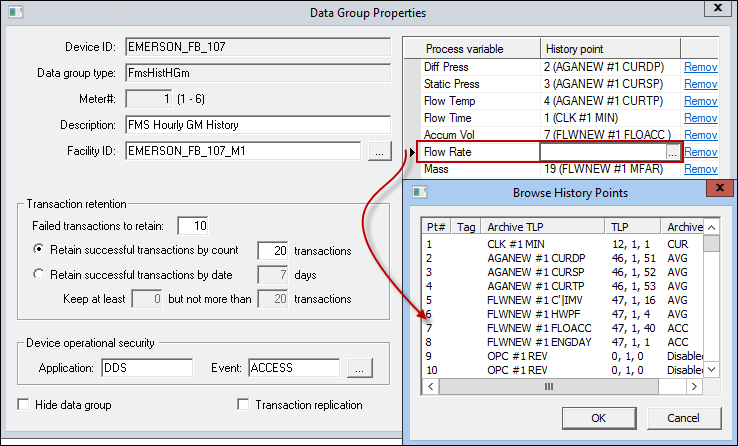 Data Group Properties
X
Device ID: EMERSON_FB_107
Data group type: FmsHistHGm
Meter#: 1 (1 - 6)
Description: FMS Hourly GM History
Facility ID: EMERSON_FB_107_M1 ...
Transaction retention
Failed transactions to retain: 10
Retain successful transactions by count 20 transactions
Retain successful transactions by date 7 days
Keep at least 0 but not more than 20 transactions
Device operational security
Application: DDS Event: ACCESS ...
Hide data group Transaction replication
Process variable History point
Diff Press 2 (AGANEW #1 CURDP) Remov
Static Press 3 (AGANEW #1 CURSP) Remov
Flow Temp 4 (AGANEW #1 CURTP) Remov
Flow Time 1 (CLK #1 MIN) Remov
Accum Vol 7 (FLWNEW #1 FLOACC ) Remov
Flow Rate ... Remov
Mass 19 (FLWNEW #1 MFAR) Remov
Browse History Points
X
Pt# Tag Archive TLP TLP Archive
1 CLK #1 MIN 12, 1, 1 CUR
2 AGANEW #1 CURDP 46, 1, 51 AVG
3 AGANEW #1 CURSP 46, 1, 52 AVG
4 AGANEW #1 CURTP 46, 1, 53 AVG
5 FLWNEW #1 C'|IMV 47, 1, 16 AVG
6 FLWNEW #1 HWPF 47, 1, 4 AVG
7 FLWNEW #1 FLOACC 47, 1, 40 ACC
8 FLWNEW #1 ENGDAY 47, 1, 7 ACC
9 OPC #1 REV 0, 1, 0 Disabled
10 OPC #1 REV 0, 1, 0 Disabled
OK Cancel